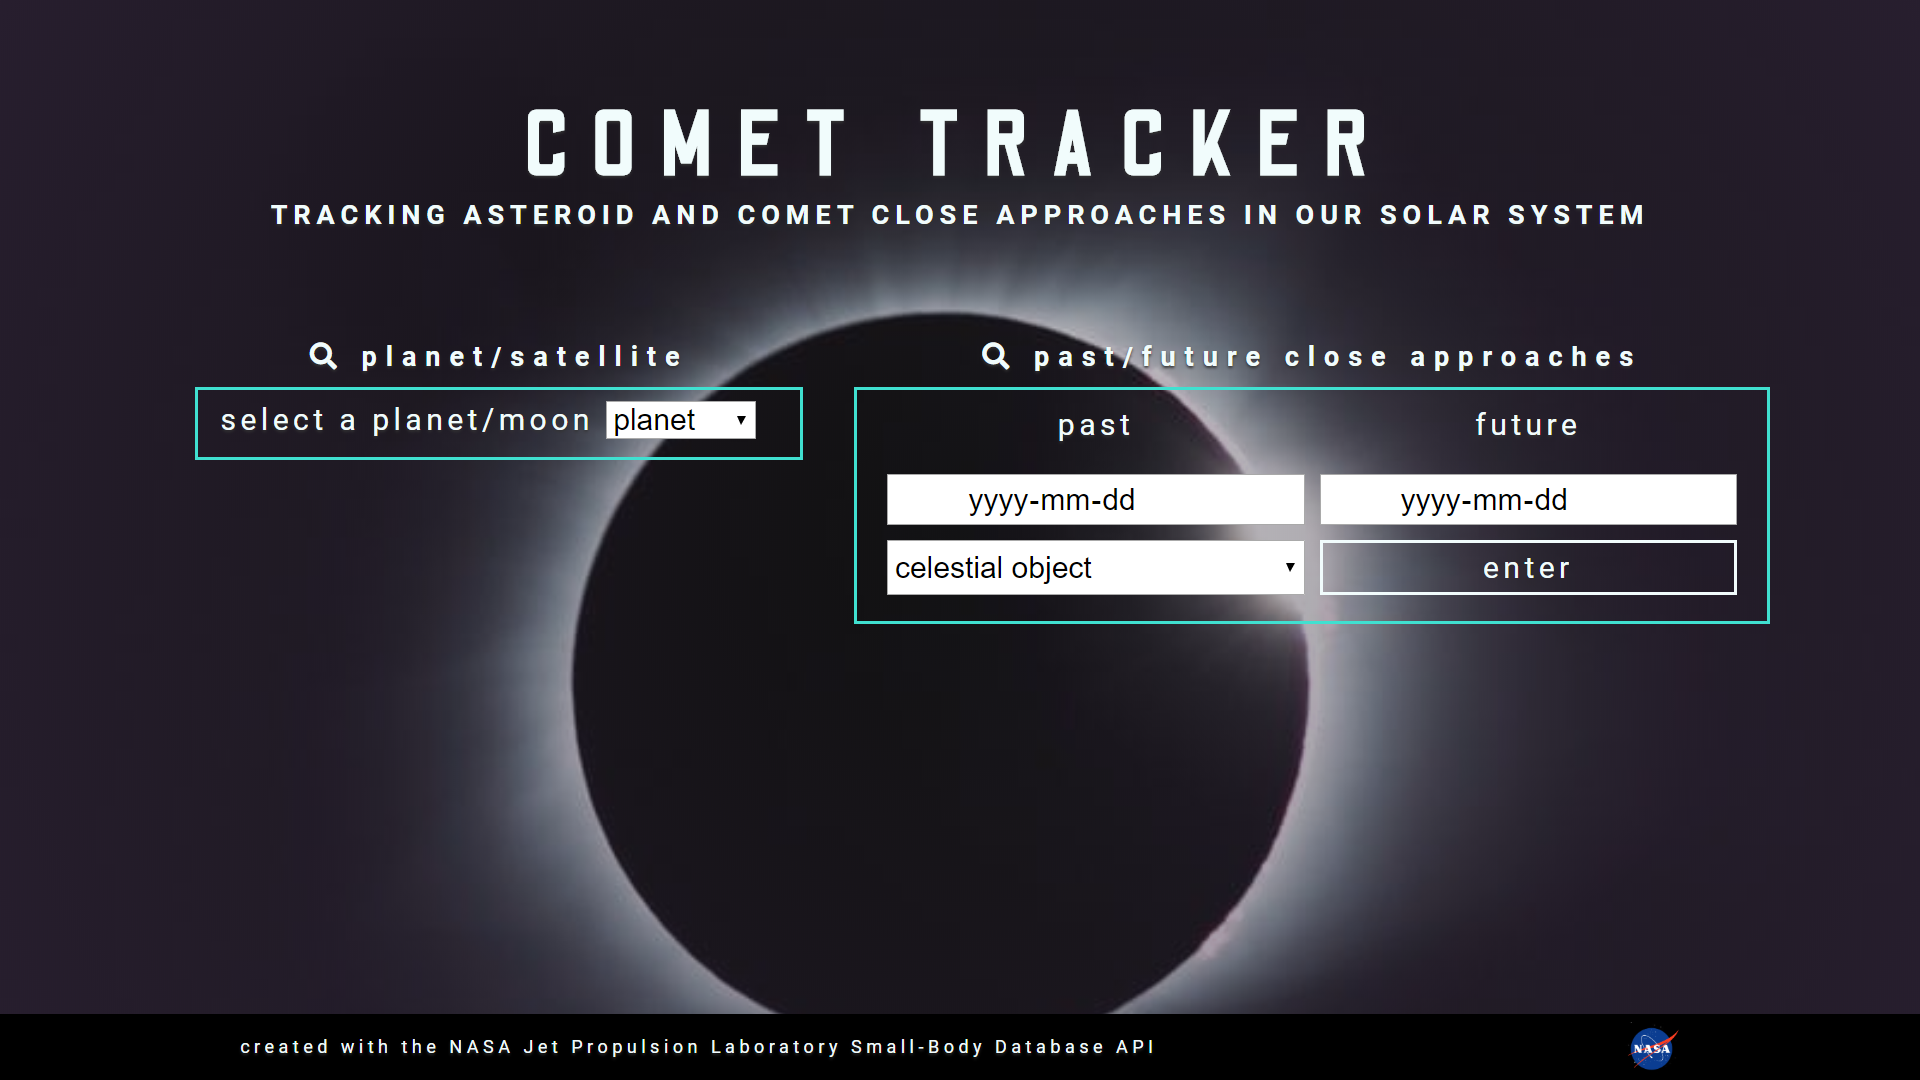 COMET TRACKER
TRACKING ASTEROID AND COMET CLOSE APPROACHES IN OUR SOLAR SYSTEM
planet/satellite
select a planet/moon planet
past/future close approaches
past future
yyyy-mm-dd yyyy-mm-dd
celestial object enter
created with the NASA Jet Propulsion Laboratory Small-Body Database API
NASA